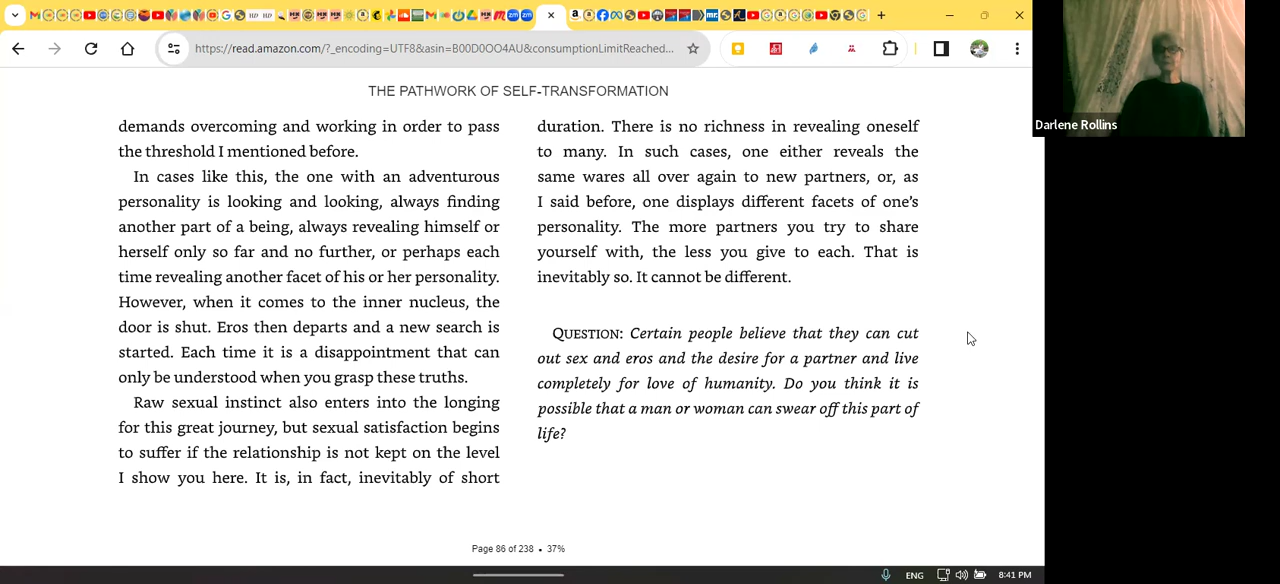 https://read.amazon.com/?_encoding=UTF8&asin=B00D0OO4AU&consumptionLimitReached...
THE PATHWORK OF SELF-TRANSFORMATION
demands overcoming and working in order to pass
the threshold I mentioned before.
In cases like this, the one with an adventurous
personality is looking and looking, always finding
another part of a being, always revealing himself or
herself only so far and no further, or perhaps each
time revealing another facet of his or her personality.
However, when it comes to the inner nucleus, the
door is shut. Eros then departs and a new search is
started. Each time it is a disappointment that can
only be understood when you grasp these truths.
Raw sexual instinct also enters into the longing
for this great journey, but sexual satisfaction begins
to suffer if the relationship is not kept on the level
I show you here. It is, in fact, inevitably of short
duration. There is no richness in revealing oneself
to many. In such cases, one either reveals the
same wares all over again to new partners, or, as
I said before, one displays different facets of one's
personality. The more partners you try to share
yourself with, the less you give to each. That is
inevitably so. It cannot be different.
QUESTION: Certain people believe that they can cut
out sex and eros and the desire for a partner and live
completely for love of humanity. Do you think it is
possible that a man or woman can swear off this part of
life?
Page 86 of 238 • 37%
Darlene Rollins
ENG
8:41 PM